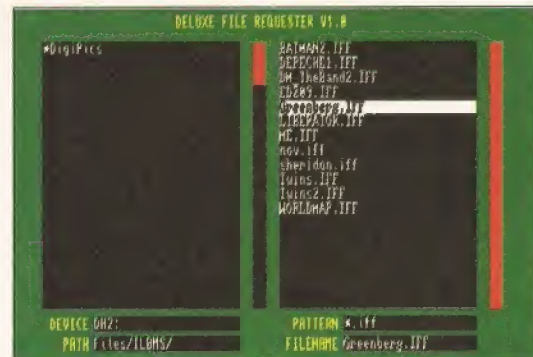 DELUXE FILE REQUESTER V1.0
*DigiPics
BATMAN2.IFF
DEPECHE1.IFF
DM_TheBand2.IFF
ED209.IFF
Greenberg.IFF
LIBERATOR.IFF
ME.IFF
nov.iff
sheridon.iff
Twins.IFF
Twins2.IFF
WORLDMAP.IFF
DEVICE DH2:
PATH Files/ILBMS/
PATTERN *.iff
FILENAME Greenberg.IFF